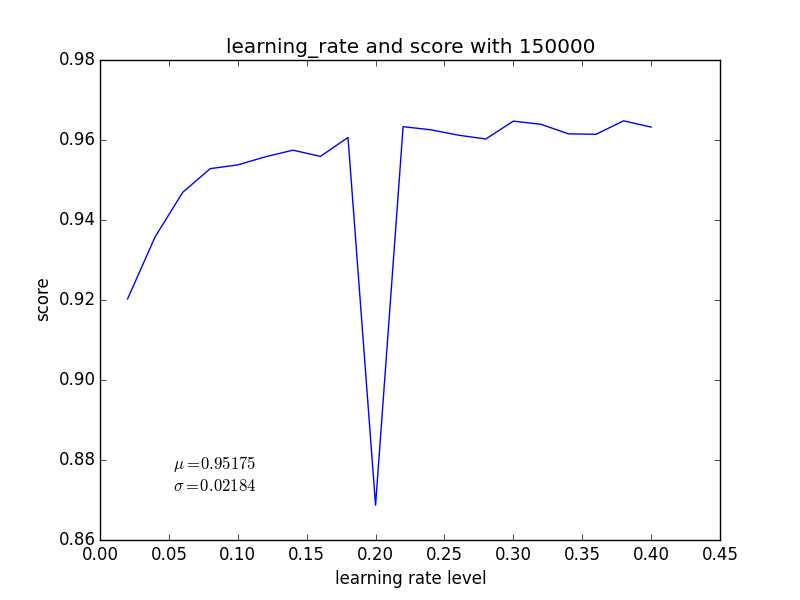 learning_rate and score with 150000
0.98
0.96
0.94
0.92
0.90
0.88
0.86
score
μ=0.95175
σ=0.02184
0.00 0.05 0.10 0.15 0.20 0.25 0.30 0.35 0.40 0.45
learning rate level